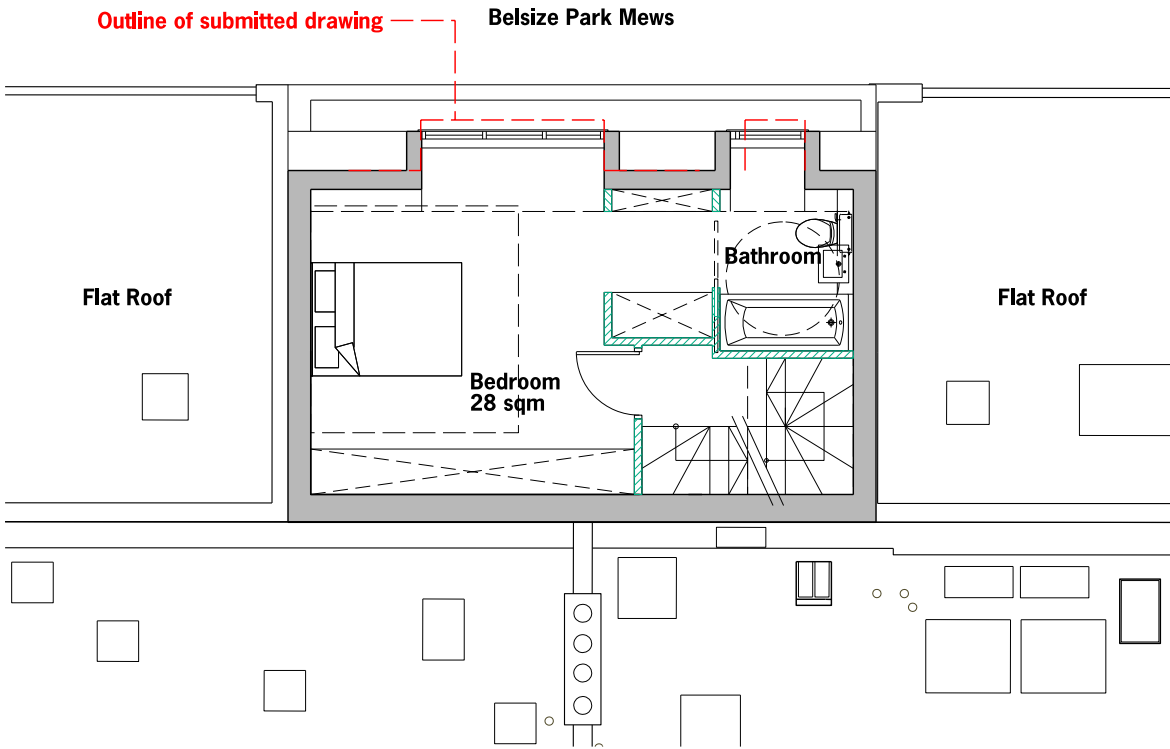 Outline of submitted drawing
Belsize Park Mews
Flat Roof
Bathroom
Flat Roof
Bedroom
28 sqm